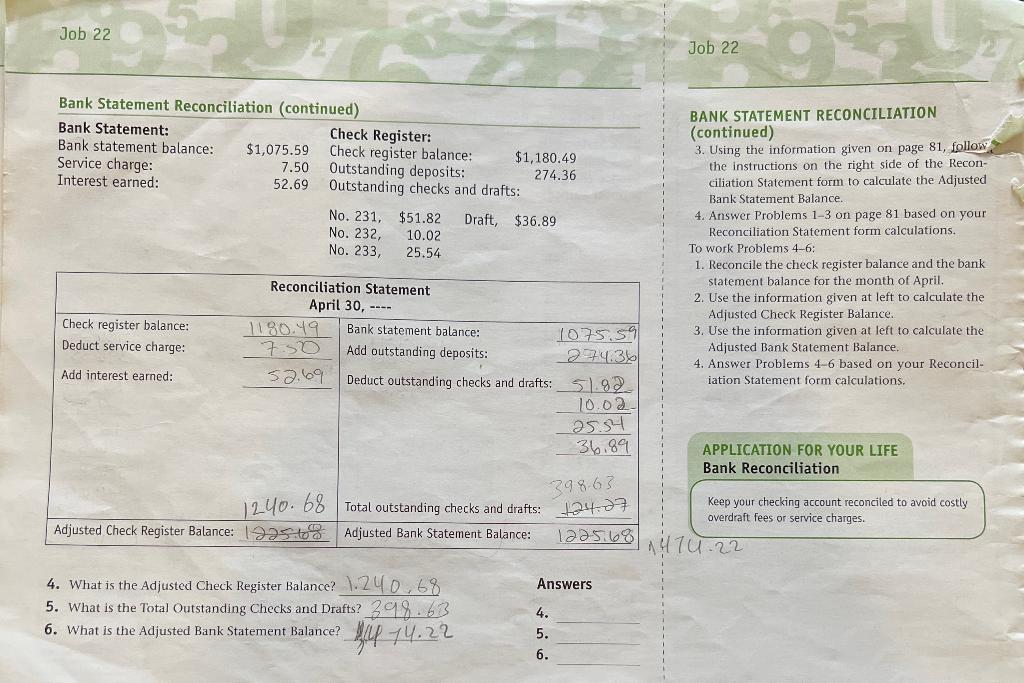 Job 22
Bank Statement Reconciliation (continued)
Bank Statement:
Bank statement balance: $1,075.59
Service charge: 7.50
Interest earned: 52.69
Check Register:
Check register balance: $1,180.49
Outstanding deposits: 274.36
Outstanding checks and drafts:
No. 231, $51.82 Draft, $36.89
No. 232, 10.02
No. 233, 25.54
Reconciliation Statement
April 30, ----
Check register balance: 1180.49
Deduct service charge: 7.50
Add interest earned: 52.69
1240.68
Adjusted Check Register Balance: 1225.68
Bank statement balance: 1075.59
Add outstanding deposits: 274.36
Deduct outstanding checks and drafts: 51.82
10.02
25.54
36.89
398.63
Total outstanding checks and drafts: 124.27
Adjusted Bank Statement Balance: 1225.68
1474.22
4. What is the Adjusted Check Register Balance? 1.240.68
5. What is the Total Outstanding Checks and Drafts? 398.63
6. What is the Adjusted Bank Statement Balance? 1474.22
Answers
4.
5.
6.
Job 22
BANK STATEMENT RECONCILIATION
(continued)
3. Using the information given on page 81, follow
the instructions on the right side of the Recon-
ciliation Statement form to calculate the Adjusted
Bank Statement Balance.
4. Answer Problems 1–3 on page 81 based on your
Reconciliation Statement form calculations.
To work Problems 4–6:
1. Reconcile the check register balance and the bank
statement balance for the month of April.
2. Use the information given at left to calculate the
Adjusted Check Register Balance.
3. Use the information given at left to calculate the
Adjusted Bank Statement Balance.
4. Answer Problems 4–6 based on your Reconcil-
iation Statement form calculations.
APPLICATION FOR YOUR LIFE
Bank Reconciliation
Keep your checking account reconciled to avoid costly
overdraft fees or service charges.